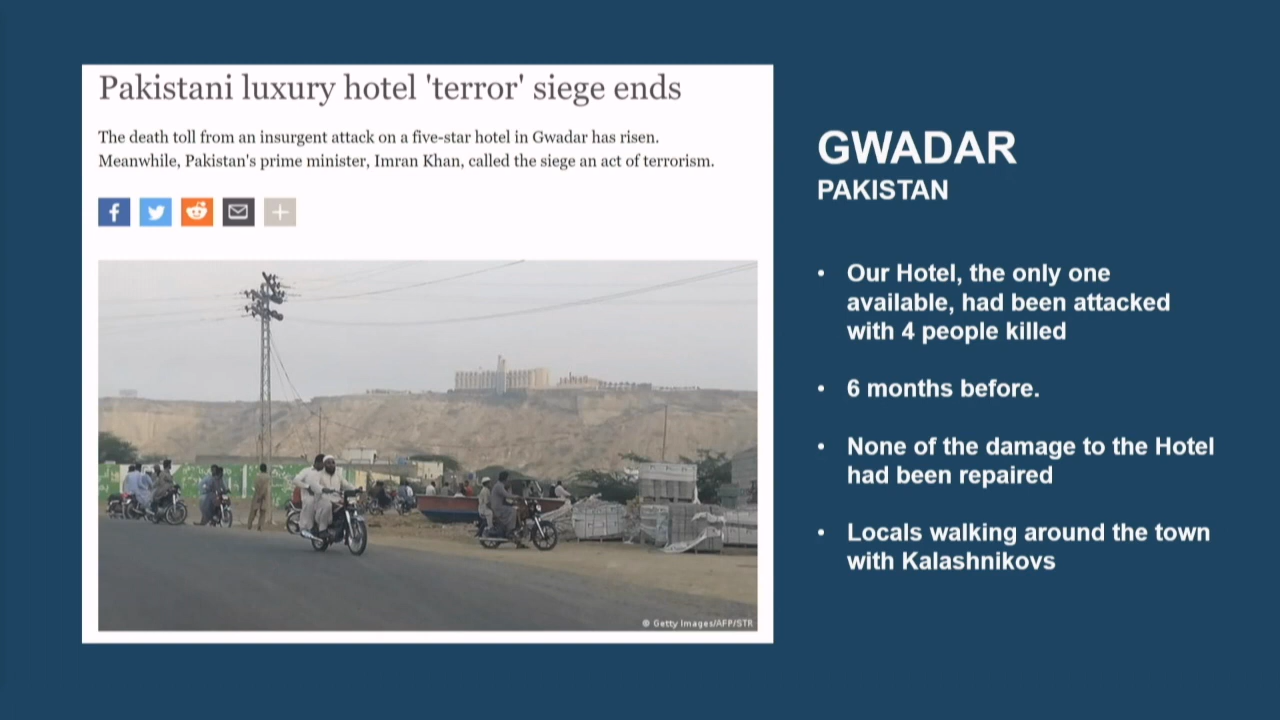 Pakistani luxury hotel 'terror' siege ends
The death toll from an insurgent attack on a five-star hotel in Gwadar has risen.
Meanwhile, Pakistan's prime minister, Imran Khan, called the siege an act of terrorism.
© Getty Images/AFP/STR
GWADAR
PAKISTAN
• Our Hotel, the only one
available, had been attacked
with 4 people killed
• 6 months before.
• None of the damage to the Hotel
had been repaired
• Locals walking around the town
with Kalashnikovs